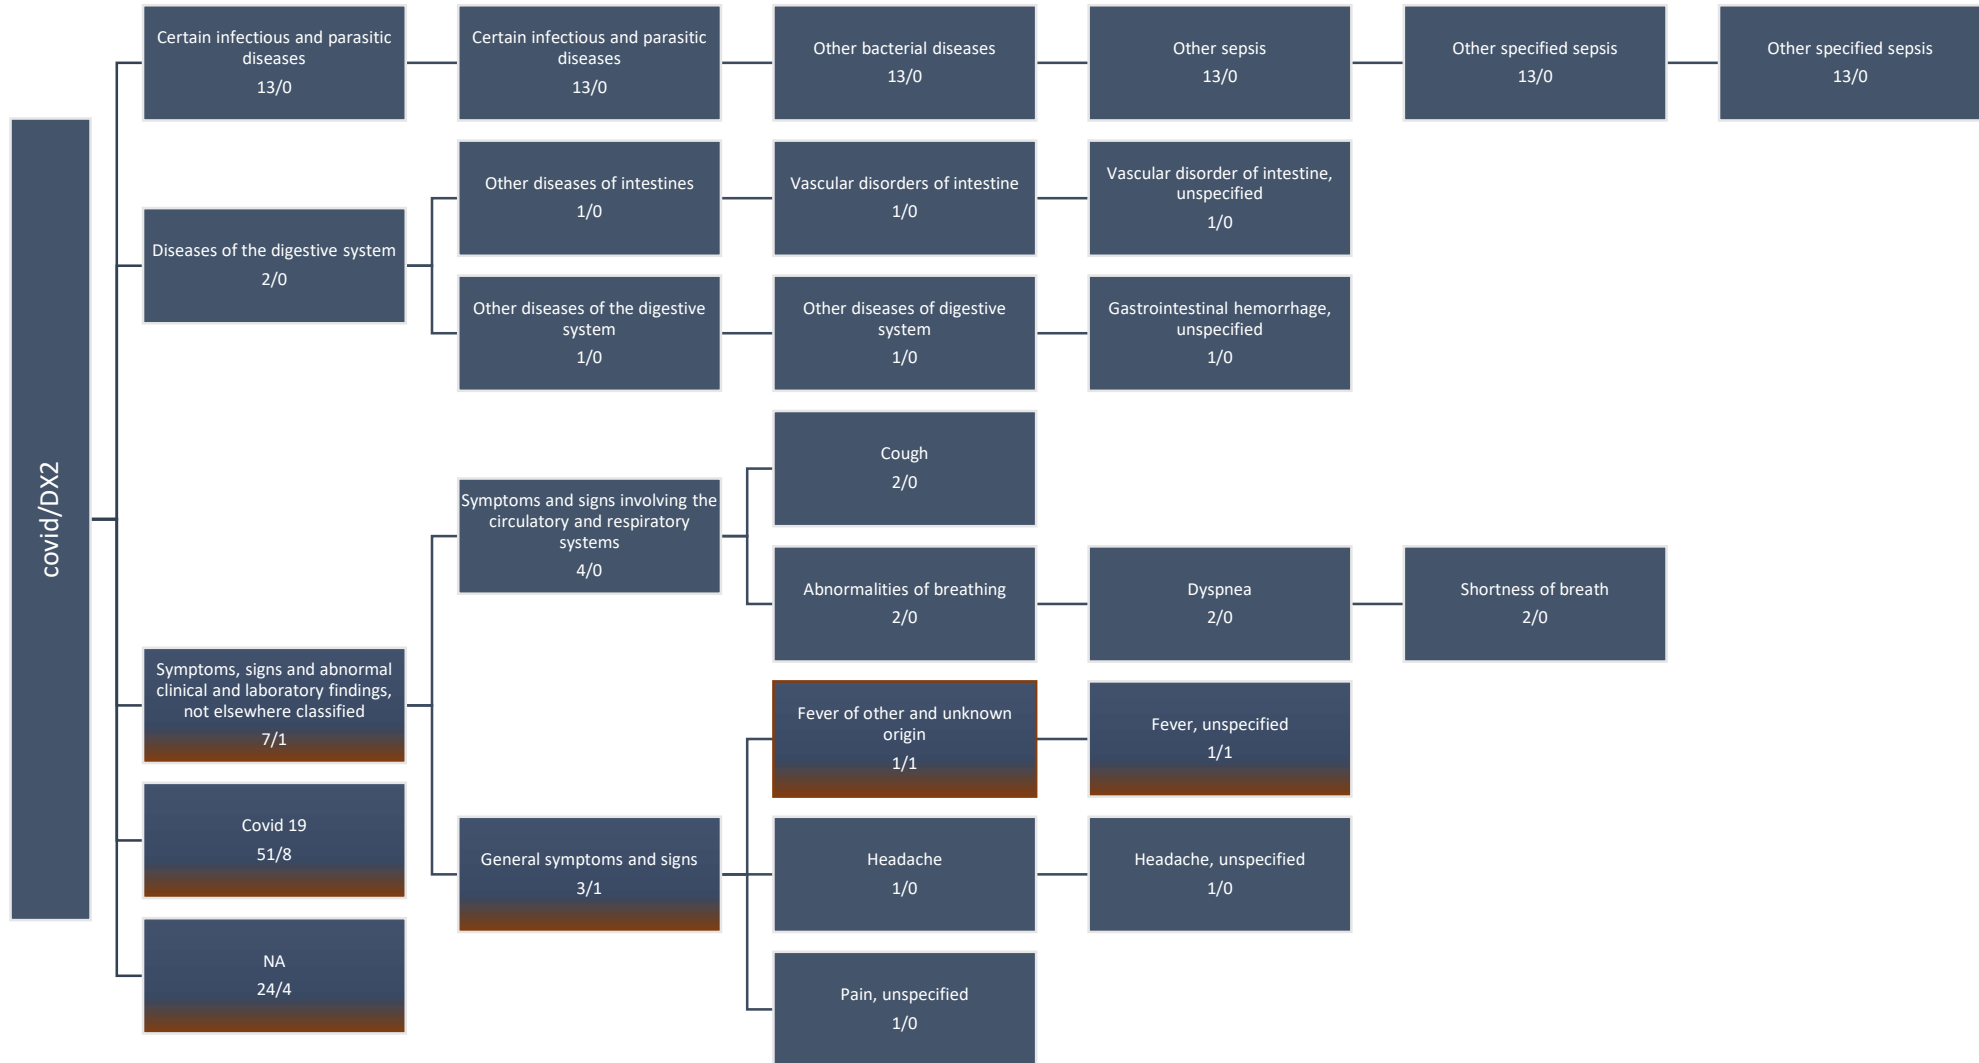 covid/DX2
Certain infectious and parasitic
diseases
13/0
Certain infectious and parasitic
diseases
13/0
Other bacterial diseases
13/0
Other sepsis
13/0
Other specified sepsis
13/0
Other specified sepsis
13/0
Diseases of the digestive system
2/0
Other diseases of intestines
1/0
Vascular disorders of intestine
1/0
Vascular disorder of intestine,
unspecified
1/0
Other diseases of the digestive
system
1/0
Other diseases of digestive
system
1/0
Gastrointestinal hemorrhage,
unspecified
1/0
Symptoms, signs and abnormal
clinical and laboratory findings,
not elsewhere classified
7/1
Symptoms and signs involving the
circulatory and respiratory
systems
4/0
Cough
2/0
Abnormalities of breathing
2/0
Dyspnea
2/0
Shortness of breath
2/0
General symptoms and signs
3/1
Fever of other and unknown
origin
1/1
Fever, unspecified
1/1
Headache
1/0
Headache, unspecified
1/0
Pain, unspecified
1/0
Covid 19
51/8
NA
24/4